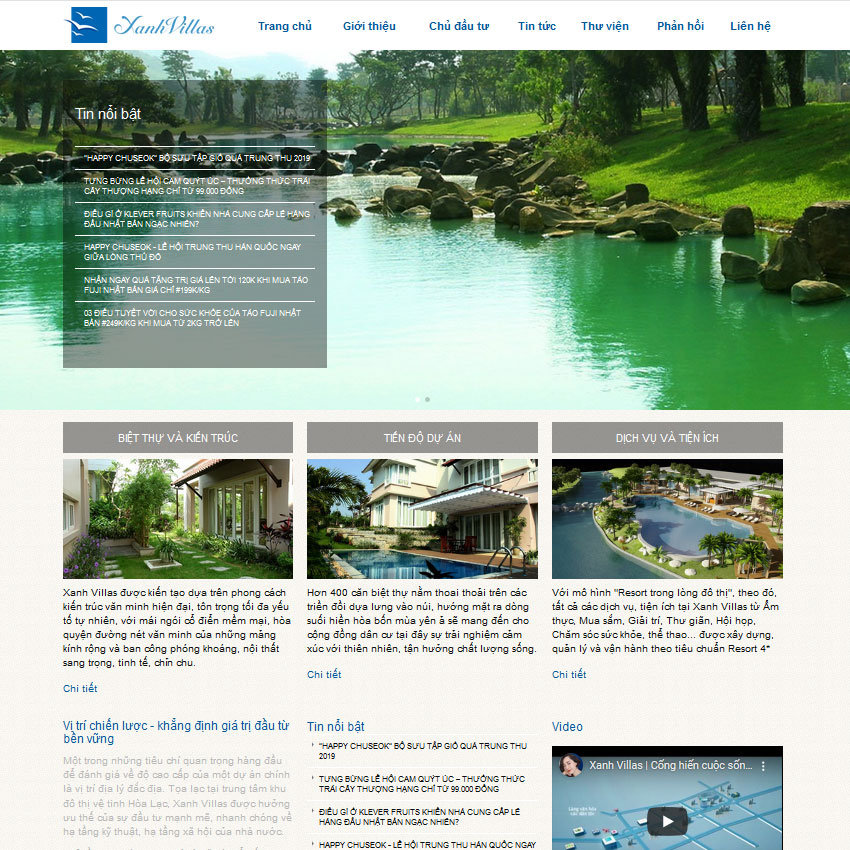 Xanh Villas
Trang chủ Giới thiệu Chủ đầu tư Tin tức Thư viện Phản hồi Liên hệ
Tin nổi bật
"HAPPY CHUSEOK" BỘ SƯU TẬP GIỎ QUÀ TRUNG THU 2019
TƯNG BỪNG LỄ HỘI CAM QUÝT ÚC – THƯỞNG THỨC TRÁI
CÂY THƯỢNG HẠNG CHỈ TỪ 99.000 ĐỒNG
ĐIỀU GÌ Ở KLEVER FRUITS KHIẾN NHÀ CUNG CẤP LÊ HÀNG
ĐẦU NHẬT BẢN NGẠC NHIÊN?
HAPPY CHUSEOK - LỄ HỘI TRUNG THU HÀN QUỐC NGAY
GIỮA LÒNG THỦ ĐÔ
NHẬN NGAY QUÀ TẶNG TRỊ GIÁ LÊN TỚI 120K KHI MUA TÁO
FUJI NHẬT BẢN GIÁ CHỈ #199K/KG
03 ĐIỀU TUYỆT VỜI CHO SỨC KHỎE CỦA TÁO FUJI NHẬT
BẢN #249K/KG KHI MUA TỪ 2KG TRỞ LÊN
BIỆT THỰ VÀ KIẾN TRÚC
TIẾN ĐỘ DỰ ÁN
DỊCH VỤ VÀ TIỆN ÍCH
Xanh Villas được kiến tạo dựa trên phong cách
kiến trúc văn minh hiện đại, tôn trọng tối đa yếu
tố tự nhiên, với mái ngói cổ điển mềm mại, hòa
quyện đường nét văn minh của những mảng
kính rộng và ban công phóng khoáng, nội thất
sang trọng, tinh tế, chỉn chu.
Chi tiết
Hơn 400 căn biệt thự nằm thoai thoải trên các
triền đồi dựa lưng vào núi, hướng mặt ra dòng
suối hiền hòa bốn mùa yên ả sẽ mang đến cho
cộng đồng dân cư tại đây sự trải nghiệm cảm
xúc với thiên nhiên, tận hưởng chất lượng sống.
Chi tiết
Với mô hình "Resort trong lòng đô thị", theo đó,
tất cả các dịch vụ, tiện ích tại Xanh Villas từ Ẩm
thực, Mua sắm, Giải trí, Thư giãn, Hội họp,
Chăm sóc sức khỏe, thể thao... được xây dựng,
quản lý và vận hành theo tiêu chuẩn Resort 4*
Chi tiết
Vị trí chiến lược - khẳng định giá trị đầu tư
bền vững
Một trong những tiêu chí quan trọng hàng đầu
để đánh giá về độ cao cấp của một dự án chính
là vị trí địa lý đắc địa. Tọa lạc tại trung tâm khu
đô thị vệ tinh Hòa Lạc, Xanh Villas được hưởng
ưu thế của sự đầu tư mạnh mẽ, nhanh chóng về
hạ tầng kỹ thuật, hạ tầng xã hội của nhà nước.
Tin nổi bật
"HAPPY CHUSEOK" BỘ SƯU TẬP GIỎ QUÀ TRUNG THU
2019
TƯNG BỪNG LỄ HỘI CAM QUÝT ÚC – THƯỞNG THỨC
TRÁI CÂY THƯỢNG HẠNG CHỈ TỪ 99.000 ĐỒNG
ĐIỀU GÌ Ở KLEVER FRUITS KHIẾN NHÀ CUNG CẤP LÊ
HÀNG ĐẦU NHẬT BẢN NGẠC NHIÊN?
HAPPY CHUSEOK - LỄ HỘI TRUNG THU HÀN QUỐC NGAY
Video
Xanh Villas | Cống hiến cuộc sốn...